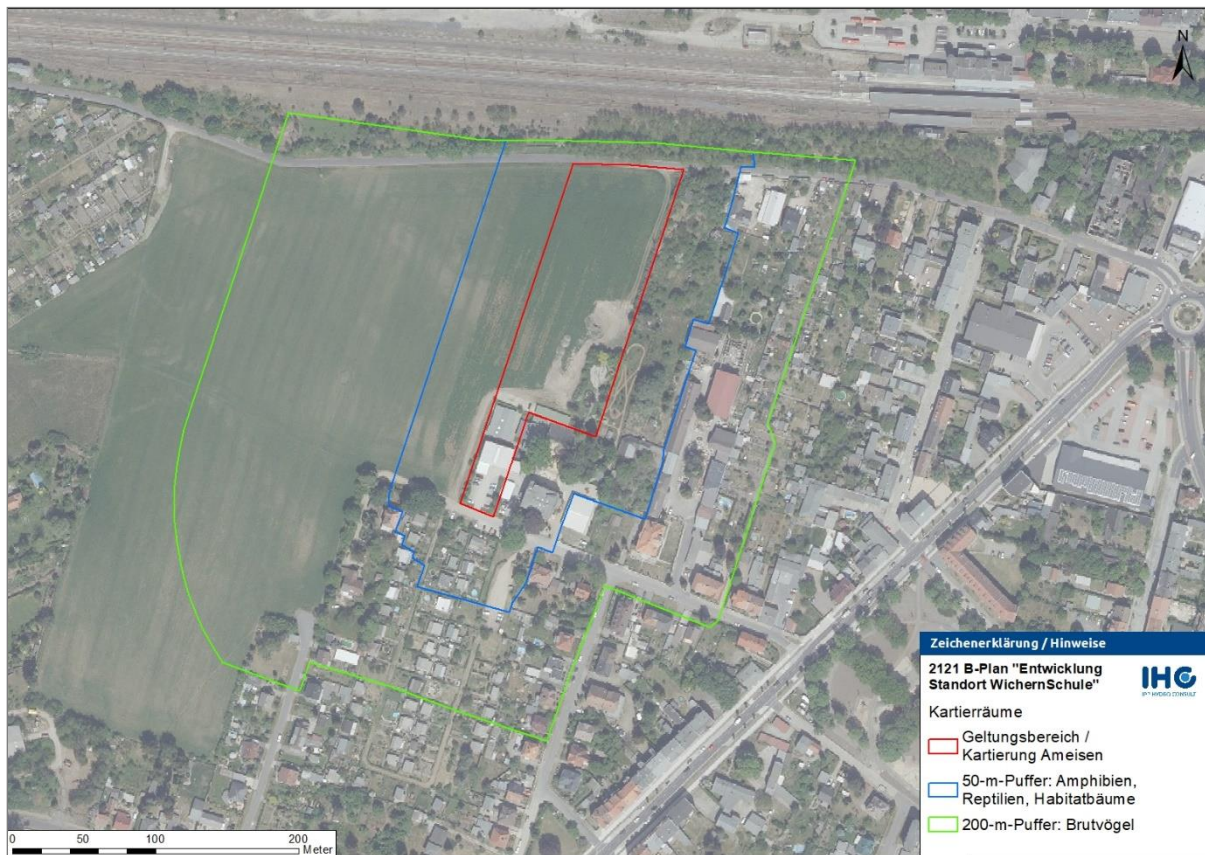 N
Zeichenerklärung / Hinweise
2121 B-Plan "Entwicklung
Standort WichernSchule"
IHC
IPP HYDRO CONSULT
Kartierräume
Geltungsbereich /
Kartierung Ameisen
50-m-Puffer: Amphibien,
Reptilien, Habitatbäume
200-m-Puffer: Brutvögel
0 50 100 200
Meter